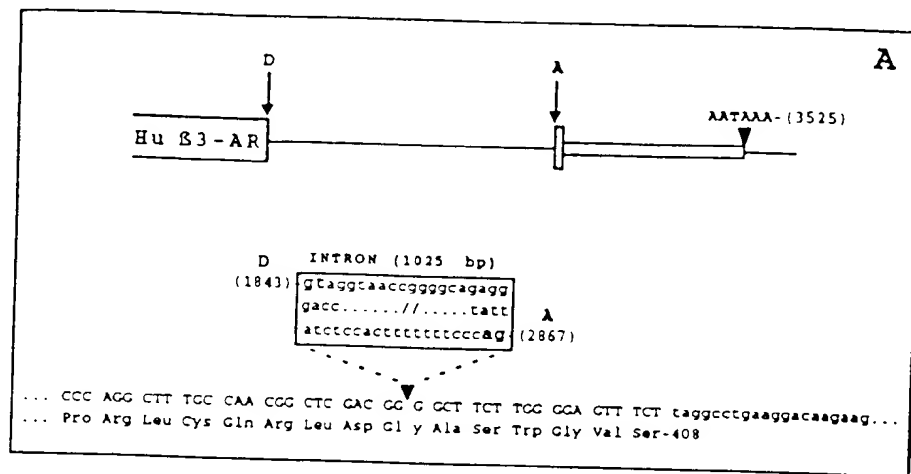 A
D
A
AATAAA-(3525)
Hu ß3-AR
D INTRON (1025 bp)
(1843) gtaggtaaccggggcagagg
gacc......//.....tatt A
atctccactttttttcccag (2867)
... CCC AGG CTT TGC CAA CGG CTC GAC GG G GCT TCT TGG GGA GTT TCT taggcctgaaggacaagaag...
... Pro Arg Leu Cys Gln Arg Leu Asp Gl y Ala Ser Trp Gly Val Ser-408